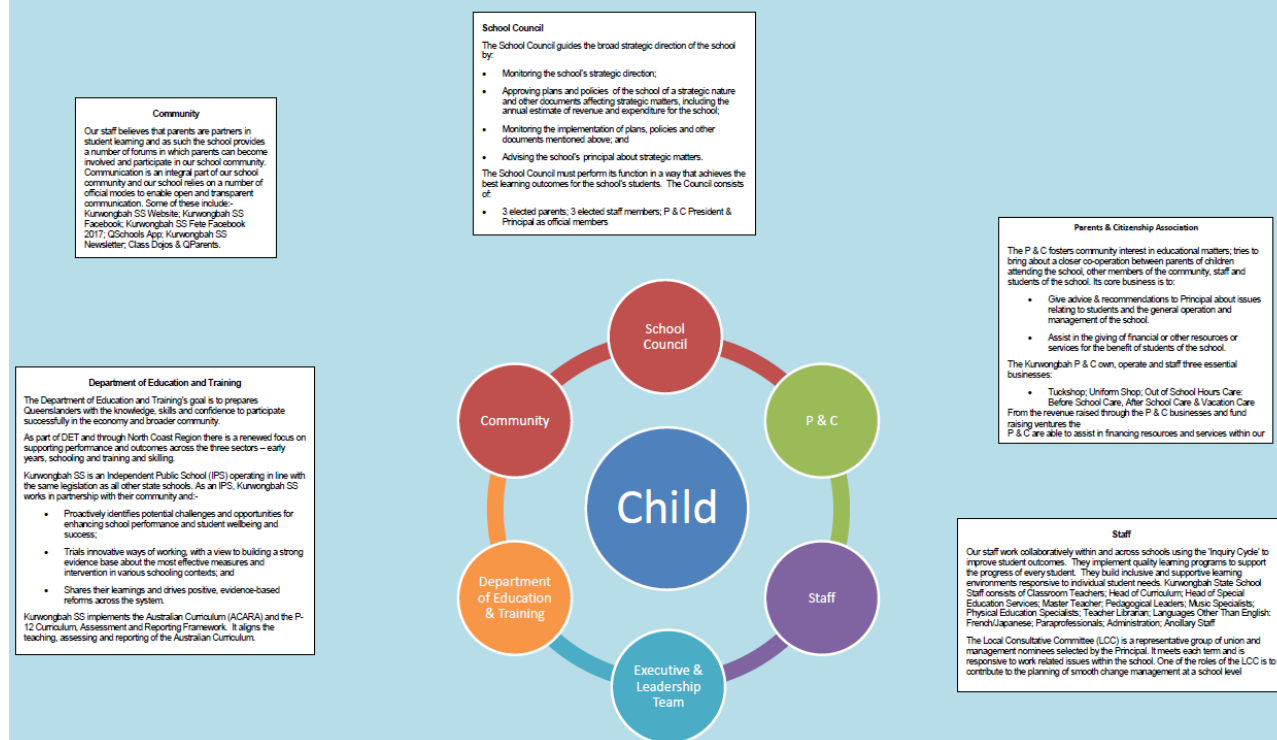 School Council
The School Council guides the broad strategic direction of the school
by:
• Monitoring the school's strategic direction;
• Approving plans and policies of the school of a strategic nature
and other documents affecting strategic matters, including the
annual estimate of revenue and expenditure for the school;
• Monitoring the implementation of plans, policies and other
documents mentioned above; and
• Advising the school's principal about strategic matters.
The School Council must perform its function in a way that achieves the
best learning outcomes for the school's students. The Council consists
of:
• 3 elected parents; 3 elected staff members; P & C President &
Principal as official members
Community
Our staff believes that parents are partners in
student learning and as such the school provides
a number of forums in which parents can become
involved and participate in our school community.
Communication is an integral part of our school
community and our school relies on a number of
official modes to enable open and transparent
communication. Some of these include:-
Kurwongbah SS Website; Kurwongbah SS
Facebook; Kurwongbah SS Fete Facebook
2017; QSchools App; Kurwongbah SS
Newsletter; Class Dojos & QParents.
Parents & Citizenship Association
The P & C fosters community interest in educational matters; tries to
bring about a closer co-operation between parents of children
attending the school, other members of the community, staff and
students of the school. Its core business is to:
• Give advice & recommendations to Principal about issues
relating to students and the general operation and
management of the school.
• Assist in the giving of financial or other resources or
services for the benefit of students of the school.
The Kurwongbah P & C own, operate and staff three essential
businesses:
• Tuckshop; Uniform Shop; Out of School Hours Care:
Before School Care, After School Care & Vacation Care
From the revenue raised through the P & C businesses and fund
raising ventures the
P & C are able to assist in financing resources and services within our
Department of Education and Training
The Department of Education and Training's goal is to prepares
Queenslanders with the knowledge, skills and confidence to participate
successfully in the economy and broader community.
As part of DET and through North Coast Region there is a renewed focus on
supporting performance and outcomes across the three sectors – early
years, schooling and training and skilling.
Kurwongbah SS is an Independent Public School (IPS) operating in line with
the same legislation as all other state schools. As an IPS, Kurwongbah SS
works in partnership with their community and:-
• Proactively identifies potential challenges and opportunities for
enhancing school performance and student wellbeing and
success;
• Trials innovative ways of working, with a view to building a strong
evidence base about the most effective measures and
intervention in various schooling contexts; and
• Shares their learnings and drives positive, evidence-based
reforms across the system.
Kurwongbah SS implements the Australian Curriculum (ACARA) and the P-
12 Curriculum, Assessment and Reporting Framework. It aligns the
teaching, assessing and reporting of the Australian Curriculum.
School
Council
Community
P & C
Child
Department
of Education
& Training
Staff
Executive &
Leadership
Team
Staff
Our staff work collaboratively within and across schools using the 'Inquiry Cycle' to
improve student outcomes. They implement quality learning programs to support
the progress of every student. They build inclusive and supportive learning
environments responsive to individual student needs. Kurwongbah State School
Staff consists of Classroom Teachers; Head of Curriculum; Head of Special
Education Services; Master Teacher; Pedagogical Leaders; Music Specialists;
Physical Education Specialists; Teacher Librarian; Languages Other Than English:
French/Japanese; Paraprofessionals; Administration; Ancillary Staff
The Local Consultative Committee (LCC) is a representative group of union and
management nominees selected by the Principal. It meets each term and is
responsive to work related issues within the school. One of the roles of the LCC is to
contribute to the planning of smooth change management at a school level